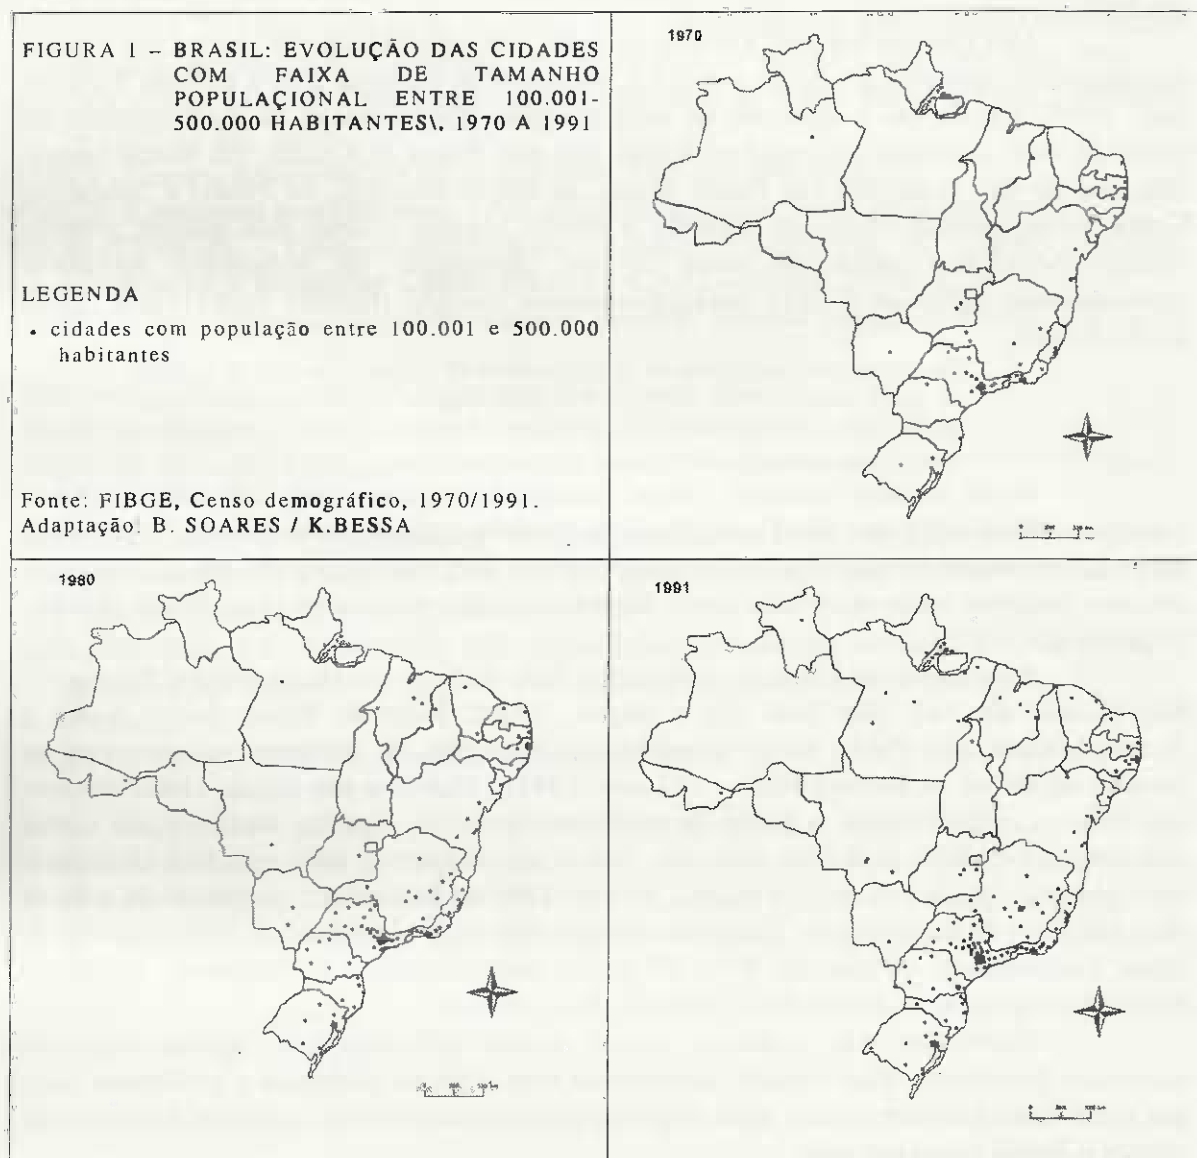 FIGURA 1 – BRASIL: EVOLUÇÃO DAS CIDADES
COM FAIXA DE TAMANHO
POPULAÇIONAL ENTRE 100.001-
500.000 HABITANTES\, 1970 A 1991
LEGENDA
• cidades com população entre 100.001 e 500.000
habitantes
Fonte: FIBGE, Censo demográfico, 1970/1991.
Adaptação: B. SOARES / K.BESSA
1970
1980
1991